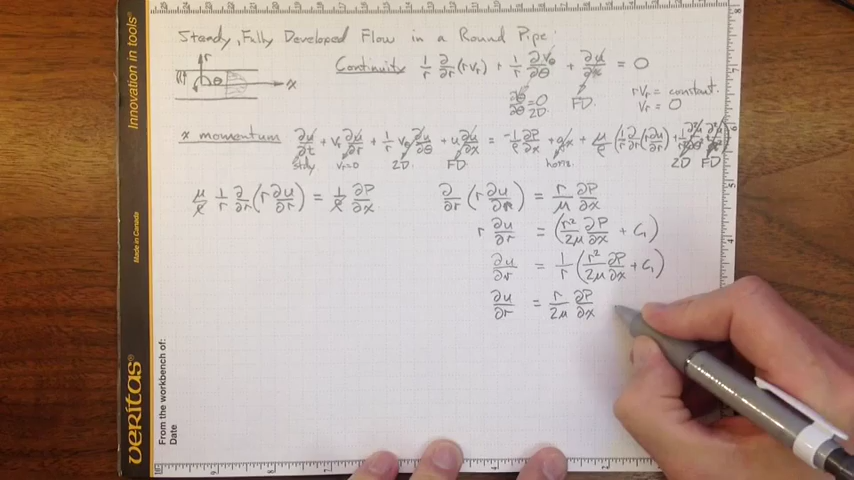 Steady, Fully Developed Flow in a Round Pipe:
Continuity 1/r ∂/∂r (r v_r) + 1/r ∂v_θ/∂θ + ∂u/∂x = 0
r θ x
∂/∂θ = 0 2D. FD.
r v_r = constant.
v_r = 0
x momentum ∂u/∂t + v_r ∂u/∂r + 1/r v_θ ∂u/∂θ + u ∂u/∂x = -1/ρ ∂P/∂x + g_x + μ/ρ (1/r ∂/∂r (r ∂u/∂r) + 1/r² ∂²u/∂θ² + ∂²u/∂x²)
stdy v_r=0 2D. FD horiz. 2D FD
μ/ρ 1/r ∂/∂r (r ∂u/∂r) = 1/ρ ∂P/∂x
∂/∂r (r ∂u/∂r) = r/μ ∂P/∂x
r ∂u/∂r = (r²/2μ ∂P/∂x + C₁)
∂u/∂r = 1/r (r²/2μ ∂P/∂x + C₁)
∂u/∂r = r/2μ ∂P/∂x
Innovation in tools
Made in Canada
veritas
From the workbench of:
Date